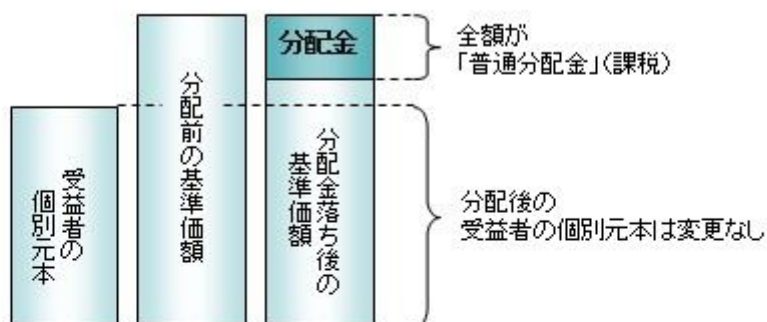 分配金
全額が
「普通分配金」(課税)
受益者の
個別元本
分配前の基準価額
分配金落ち後の
基準価額
分配後の
受益者の個別元本は変更なし